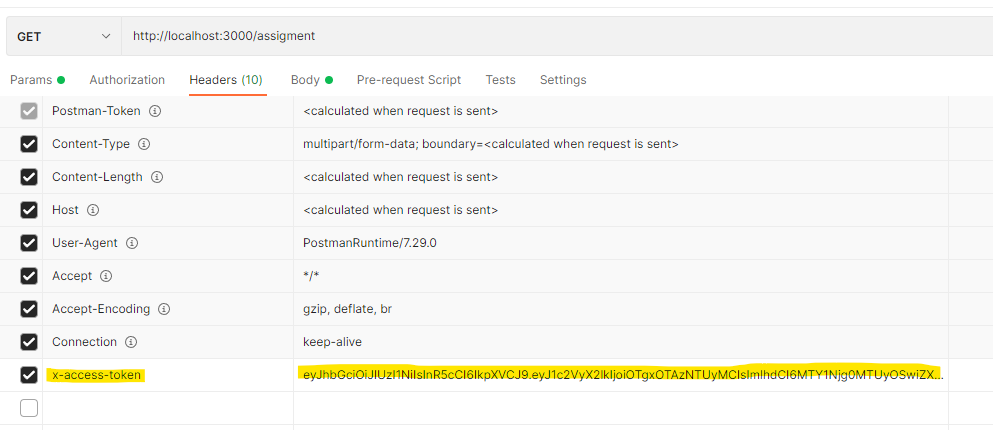 GET http://localhost:3000/assigment
Params Authorization Headers (10) Body Pre-request Script Tests Settings
Postman-Token <calculated when request is sent>
Content-Type multipart/form-data; boundary=<calculated when request is sent>
Content-Length <calculated when request is sent>
Host <calculated when request is sent>
User-Agent PostmanRuntime/7.29.0
Accept */*
Accept-Encoding gzip, deflate, br
Connection keep-alive
x-access-token eyJhbGciOiJIUzI1NiIsInR5cCI6IkpXVCJ9.eyJ1c2VyX2lkIjoiOTgxOTAzNTUyMCIsImlhdCI6MTY1Njg0MTUyOSwiZX...